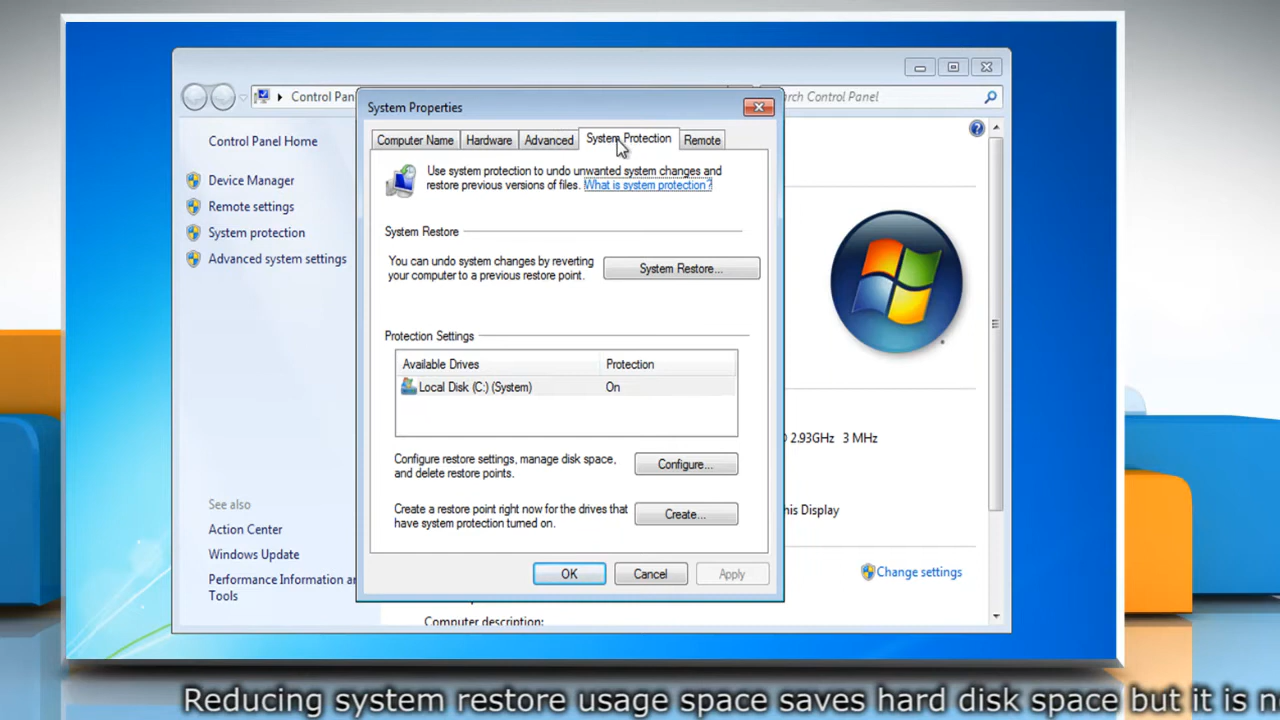 Control Pan
rch Control Panel
System Properties
Computer Name
Hardware
Advanced
System Protection
Remote
Control Panel Home
Device Manager
Remote settings
System protection
Advanced system settings
Use system protection to undo unwanted system changes and
restore previous versions of files. What is system protection?
System Restore
You can undo system changes by reverting
your computer to a previous restore point.
System Restore...
Protection Settings
Available Drives
Protection
Local Disk (C:) (System)
On
Configure restore settings, manage disk space,
and delete restore points.
Configure...
Create a restore point right now for the drives that
have system protection turned on.
Create...
OK
Cancel
Apply
See also
Action Center
Windows Update
Performance Information an
Tools
2.93GHz 3 MHz
his Display
Change settings
Computer description:
Reducing system restore usage space saves hard disk space but it is n